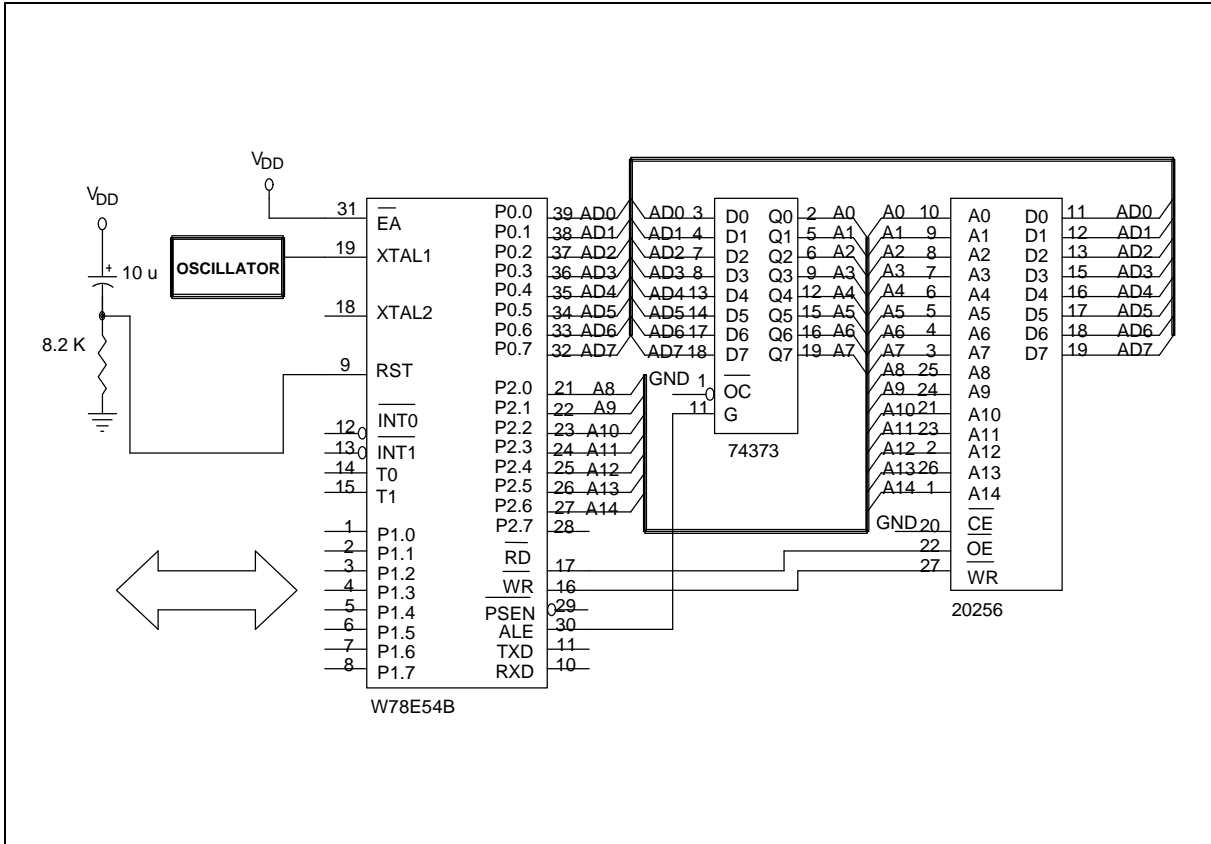 VDD
VDD
10 u
8.2 K
OSCILLATOR
31 EA
19 XTAL1
18 XTAL2
9 RST
12 INT0
13 INT1
14 T0
15 T1
1 P1.0
2 P1.1
3 P1.2
4 P1.3
5 P1.4
6 P1.5
7 P1.6
8 P1.7
P0.0 39 AD0
P0.1 38 AD1
P0.2 37 AD2
P0.3 36 AD3
P0.4 35 AD4
P0.5 34 AD5
P0.6 33 AD6
P0.7 32 AD7
P2.0 21 A8
P2.1 22 A9
P2.2 23 A10
P2.3 24 A11
P2.4 25 A12
P2.5 26 A13
P2.6 27 A14
P2.7 28
RD 17
WR 16
PSEN 29
ALE 30
TXD 11
RXD 10
W78E54B
AD0 3 D0 Q0 2 A0
AD1 4 D1 Q1 5 A1
AD2 7 D2 Q2 6 A2
AD3 8 D3 Q3 9 A3
AD4 13 D4 Q4 12 A4
AD5 14 D5 Q5 15 A5
AD6 17 D6 Q6 16 A6
AD7 18 D7 Q7 19 A7
GND 1 OC
11 G
74373
A0 10 A0 D0 11 AD0
A1 9 A1 D1 12 AD1
A2 8 A2 D2 13 AD2
A3 7 A3 D3 15 AD3
A4 6 A4 D4 16 AD4
A5 5 A5 D5 17 AD5
A6 4 A6 D6 18 AD6
A7 3 A7 D7 19 AD7
A8 25 A8
A9 24 A9
A10 21 A10
A11 23 A11
A12 2 A12
A13 26 A13
A14 1 A14
GND 20 CE
22 OE
27 WR
20256